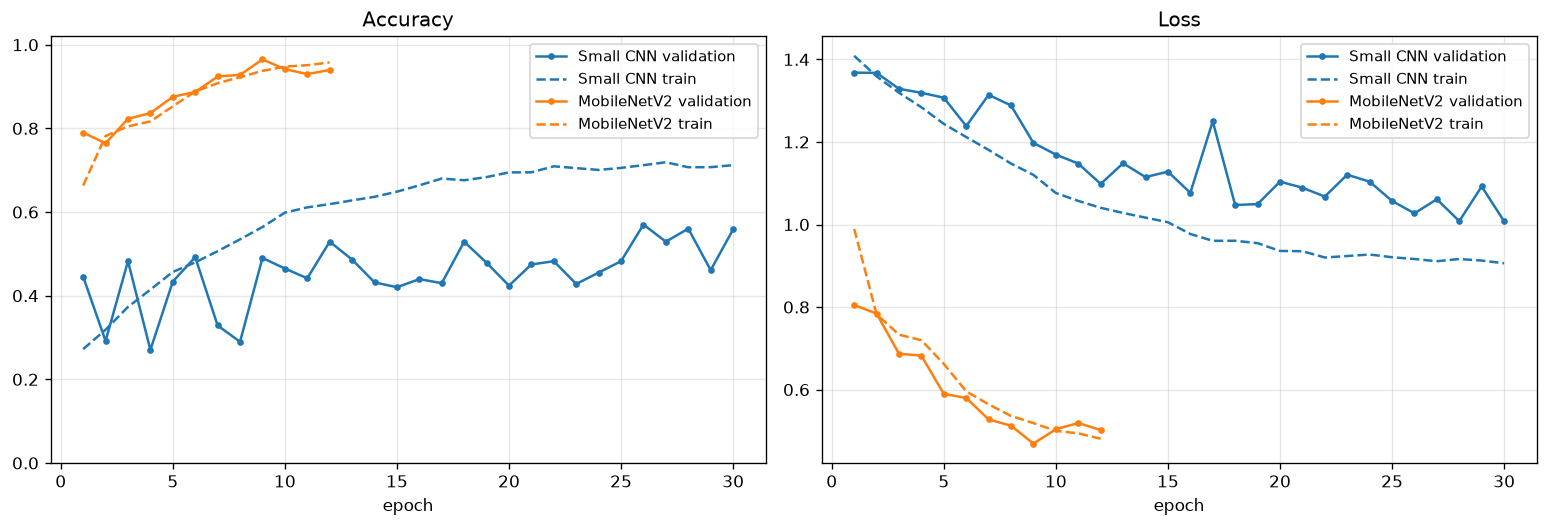 Accuracy
1.0
0.8
0.6
0.4
0.2
0.0
0 5 10 15 20 25 30
epoch
Small CNN validation
Small CNN train
MobileNetV2 validation
MobileNetV2 train
Loss
1.4
1.2
1.0
0.8
0.6
0 5 10 15 20 25 30
epoch
Small CNN validation
Small CNN train
MobileNetV2 validation
MobileNetV2 train